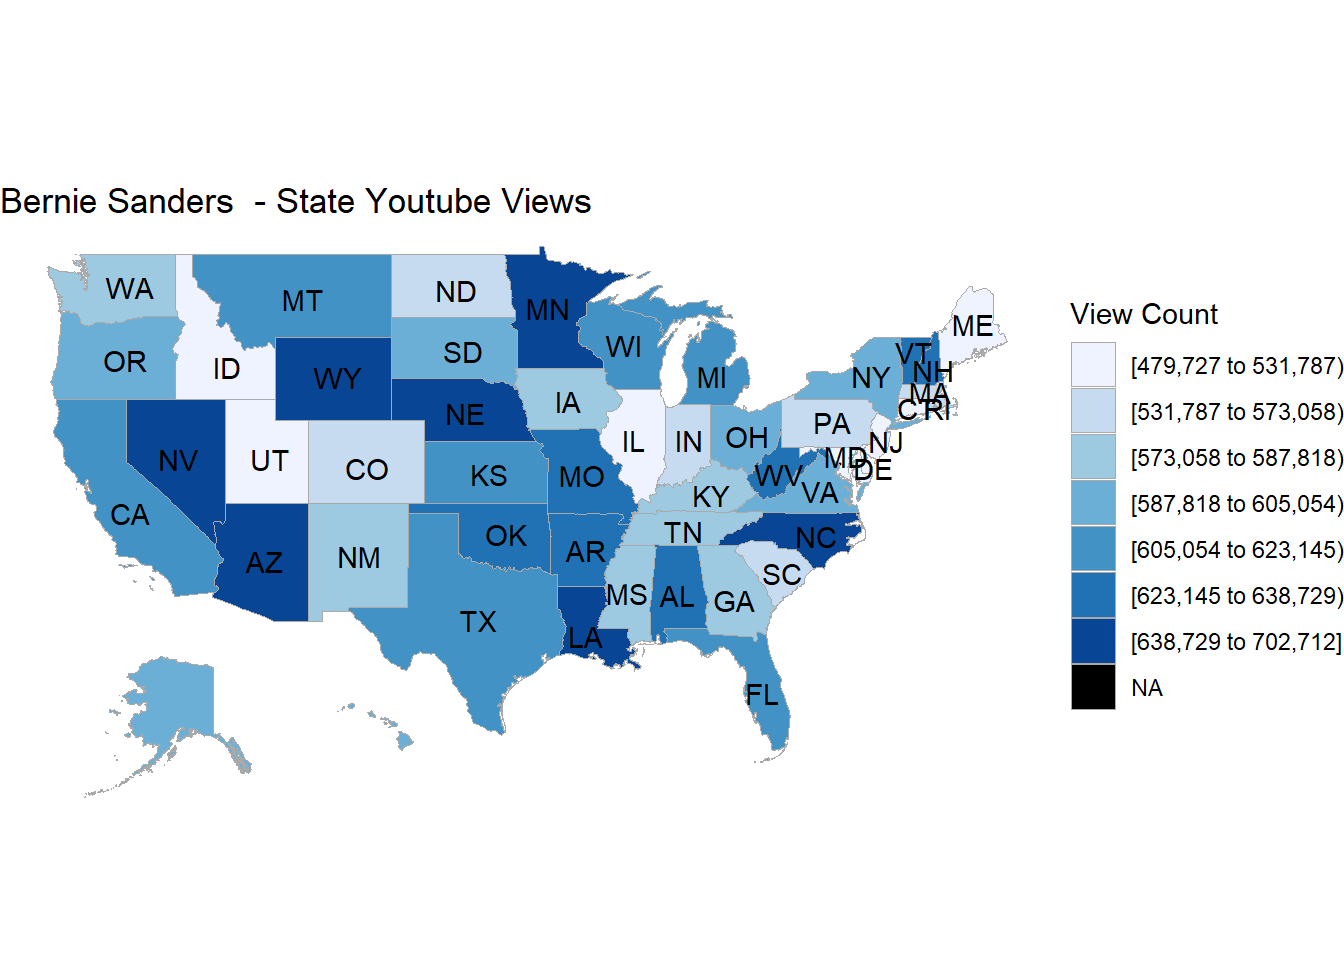 Bernie Sanders  - State Youtube Views
WA
MT
ND
MN
ME
OR
ID
WY
SD
WI
MI
NY
VT
NH
MA
CT
RI
NE
IA
PA
NJ
NV
UT
CO
KS
MO
IL
IN
OH
MD
DE
WV
VA
KY
CA
AZ
NM
OK
AR
TN
NC
SC
TX
LA
MS
AL
GA
FL
View Count
[479,727 to 531,787)
[531,787 to 573,058)
[573,058 to 587,818)
[587,818 to 605,054)
[605,054 to 623,145)
[623,145 to 638,729)
[638,729 to 702,712]
NA